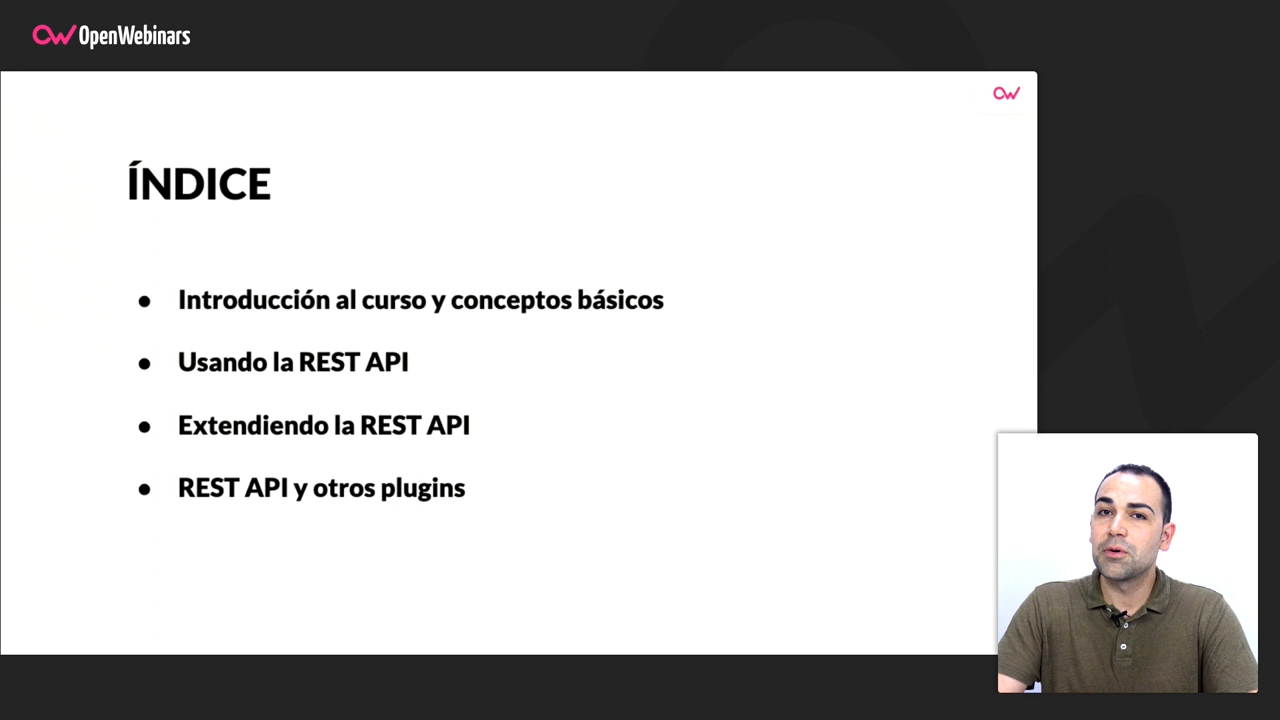 OpenWebinars
ÍNDICE
● Introducción al curso y conceptos básicos
● Usando la REST API
● Extendiendo la REST API
● REST API y otros plugins